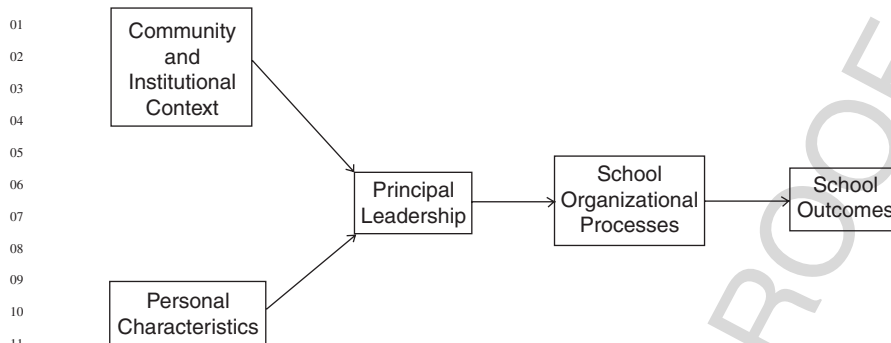 01
02
03
04
05
06
07
08
09
10
11
Community
and
Institutional
Context
Principal
Leadership
School
Organizational
Processes
School
Outcomes
Personal
Characteristics